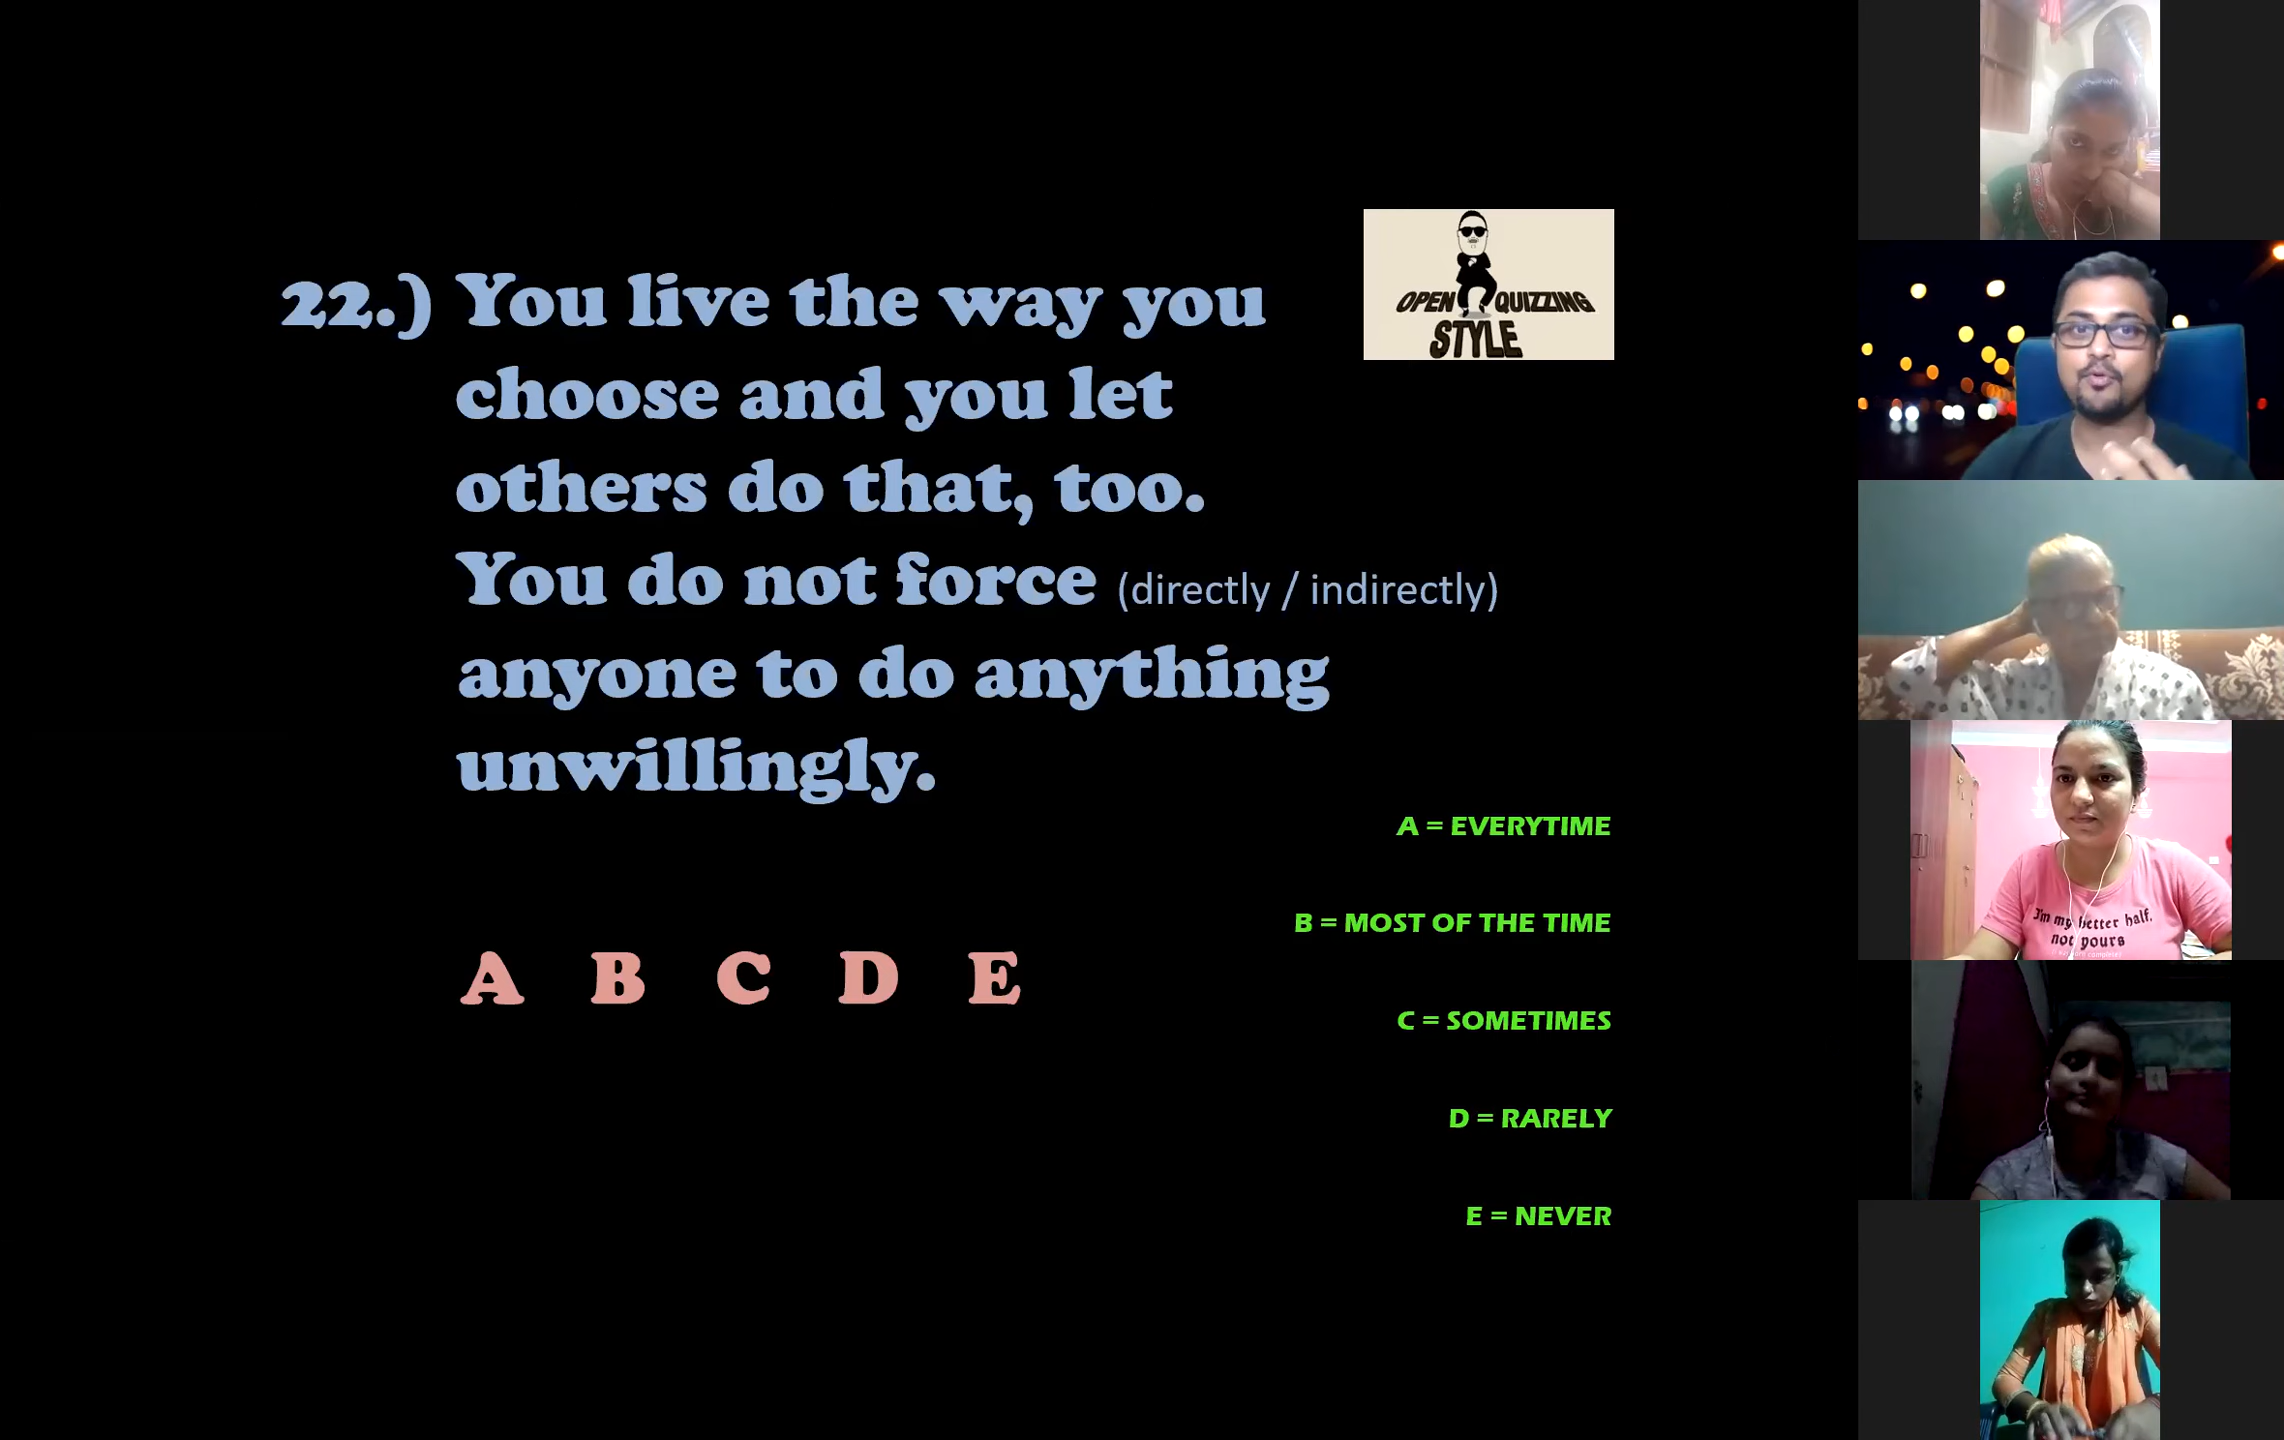 22.) You live the way you
choose and you let
others do that, too.
You do not force (directly / indirectly)
anyone to do anything
unwillingly.
A B C D E
OPEN QUIZZING
STYLE
A = EVERYTIME
B = MOST OF THE TIME
C = SOMETIMES
D = RARELY
E = NEVER
I'm my better half,
not yours